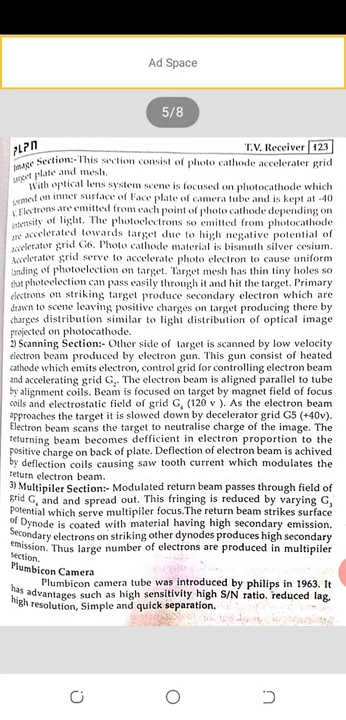 Ad Space
5/8
PLPN
T.V. Receiver 123
Image Section:-This section consist of photo cathode accelerater grid
target plate and mesh.
With optical lens system scene is focused on photocathode which
formed on inner surface of Face plate of camera tube and is kept at -40
V. Electrons are emitted from each point of photo cathode depending on
intensity of light. The photoelectrons so emitted from photocathode
are accelerated towards target due to high negative potential of
accelerator grid G6. Photo cathode material is bismuth silver cesium.
Accelerator grid serve to accelerate photo electron to cause uniform
landing of photoelection on target. Target mesh has thin tiny holes so
that photoelection can pass easily through it and hit the target. Primary
electrons on striking target produce secondary electron which are
drawn to scene leaving positive charges on target producing there by
charges distribution similar to light distribution of optical image
projected on photocathode.
2) Scanning Section:- Other side of target is scanned by low velocity
electron beam produced by electron gun. This gun consist of heated
cathode which emits electron, control grid for controlling electron beam
and accelerating grid G2. The electron beam is aligned parallel to tube
by alignment coils. Beam is focused on target by magnet field of focus
coils and electrostatic field of grid G4 (120 v ). As the electron beam
approaches the target it is slowed down by decelerator grid G5 (+40v).
Electron beam scans the target to neutralise charge of the image. The
returning beam becomes defficient in electron proportion to the
positive charge on back of plate. Deflection of electron beam is achived
by deflection coils causing saw tooth current which modulates the
return electron beam.
3) Multipiler Section:- Modulated return beam passes through field of
grid G4 and and spread out. This fringing is reduced by varying G3
potential which serve multipiler focus.The return beam strikes surface
of Dynode is coated with material having high secondary emission.
Secondary electrons on striking other dynodes produces high secondary
emission. Thus large number of electrons are produced in multipiler
section.
Plumbicon Camera
Plumbicon camera tube was introduced by philips in 1963. It
has advantages such as high sensitivity high S/N ratio. reduced lag,
high resolution, Simple and quick separation.